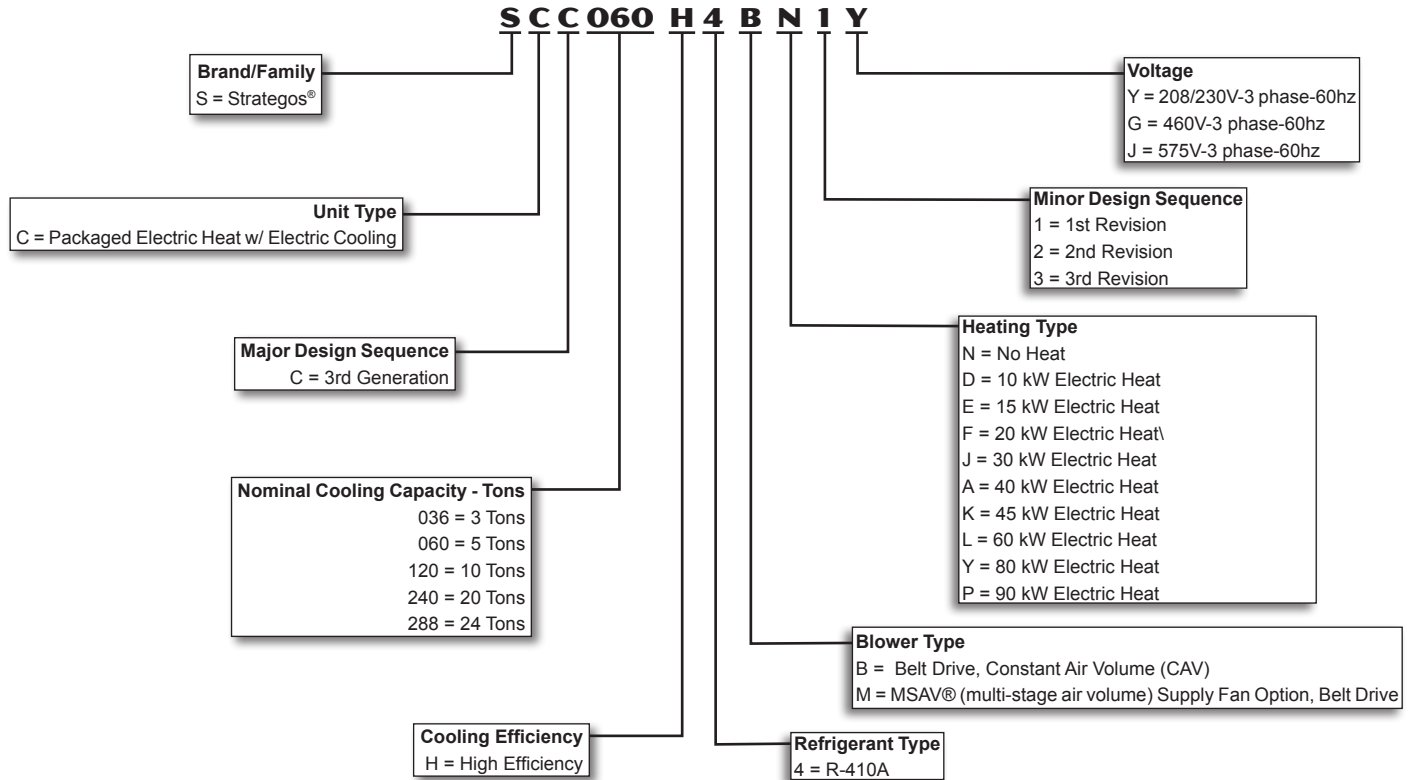 S C C 060 H 4 B N 1 Y
Brand/Family
S = Strategos®
Unit Type
C = Packaged Electric Heat w/ Electric Cooling
Major Design Sequence
C = 3rd Generation
Nominal Cooling Capacity - Tons
036 = 3 Tons
060 = 5 Tons
120 = 10 Tons
240 = 20 Tons
288 = 24 Tons
Cooling Efficiency
H = High Efficiency
Refrigerant Type
4 = R-410A
Blower Type
B = Belt Drive, Constant Air Volume (CAV)
M = MSAV® (multi-stage air volume) Supply Fan Option, Belt Drive
Heating Type
N = No Heat
D = 10 kW Electric Heat
E = 15 kW Electric Heat
F = 20 kW Electric Heat\
J = 30 kW Electric Heat
A = 40 kW Electric Heat
K = 45 kW Electric Heat
L = 60 kW Electric Heat
Y = 80 kW Electric Heat
P = 90 kW Electric Heat
Minor Design Sequence
1 = 1st Revision
2 = 2nd Revision
3 = 3rd Revision
Voltage
Y = 208/230V-3 phase-60hz
G = 460V-3 phase-60hz
J = 575V-3 phase-60hz